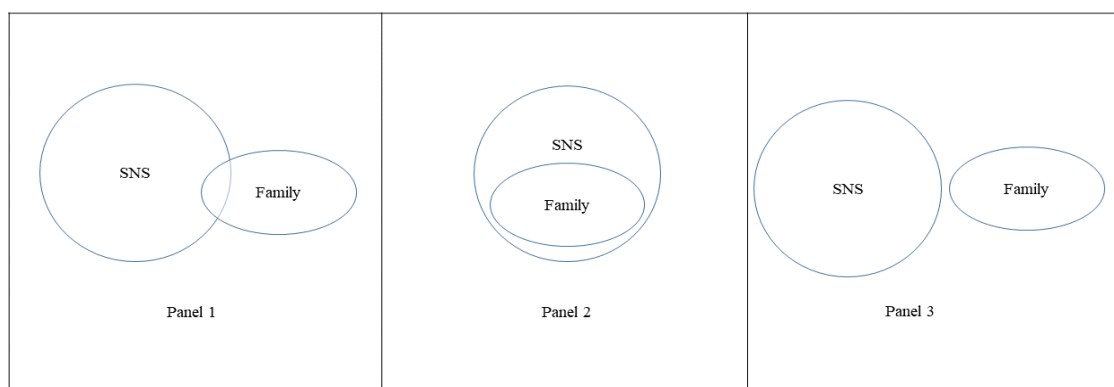 SNS
Family
Panel 1
SNS
Family
Panel 2
SNS
Family
Panel 3